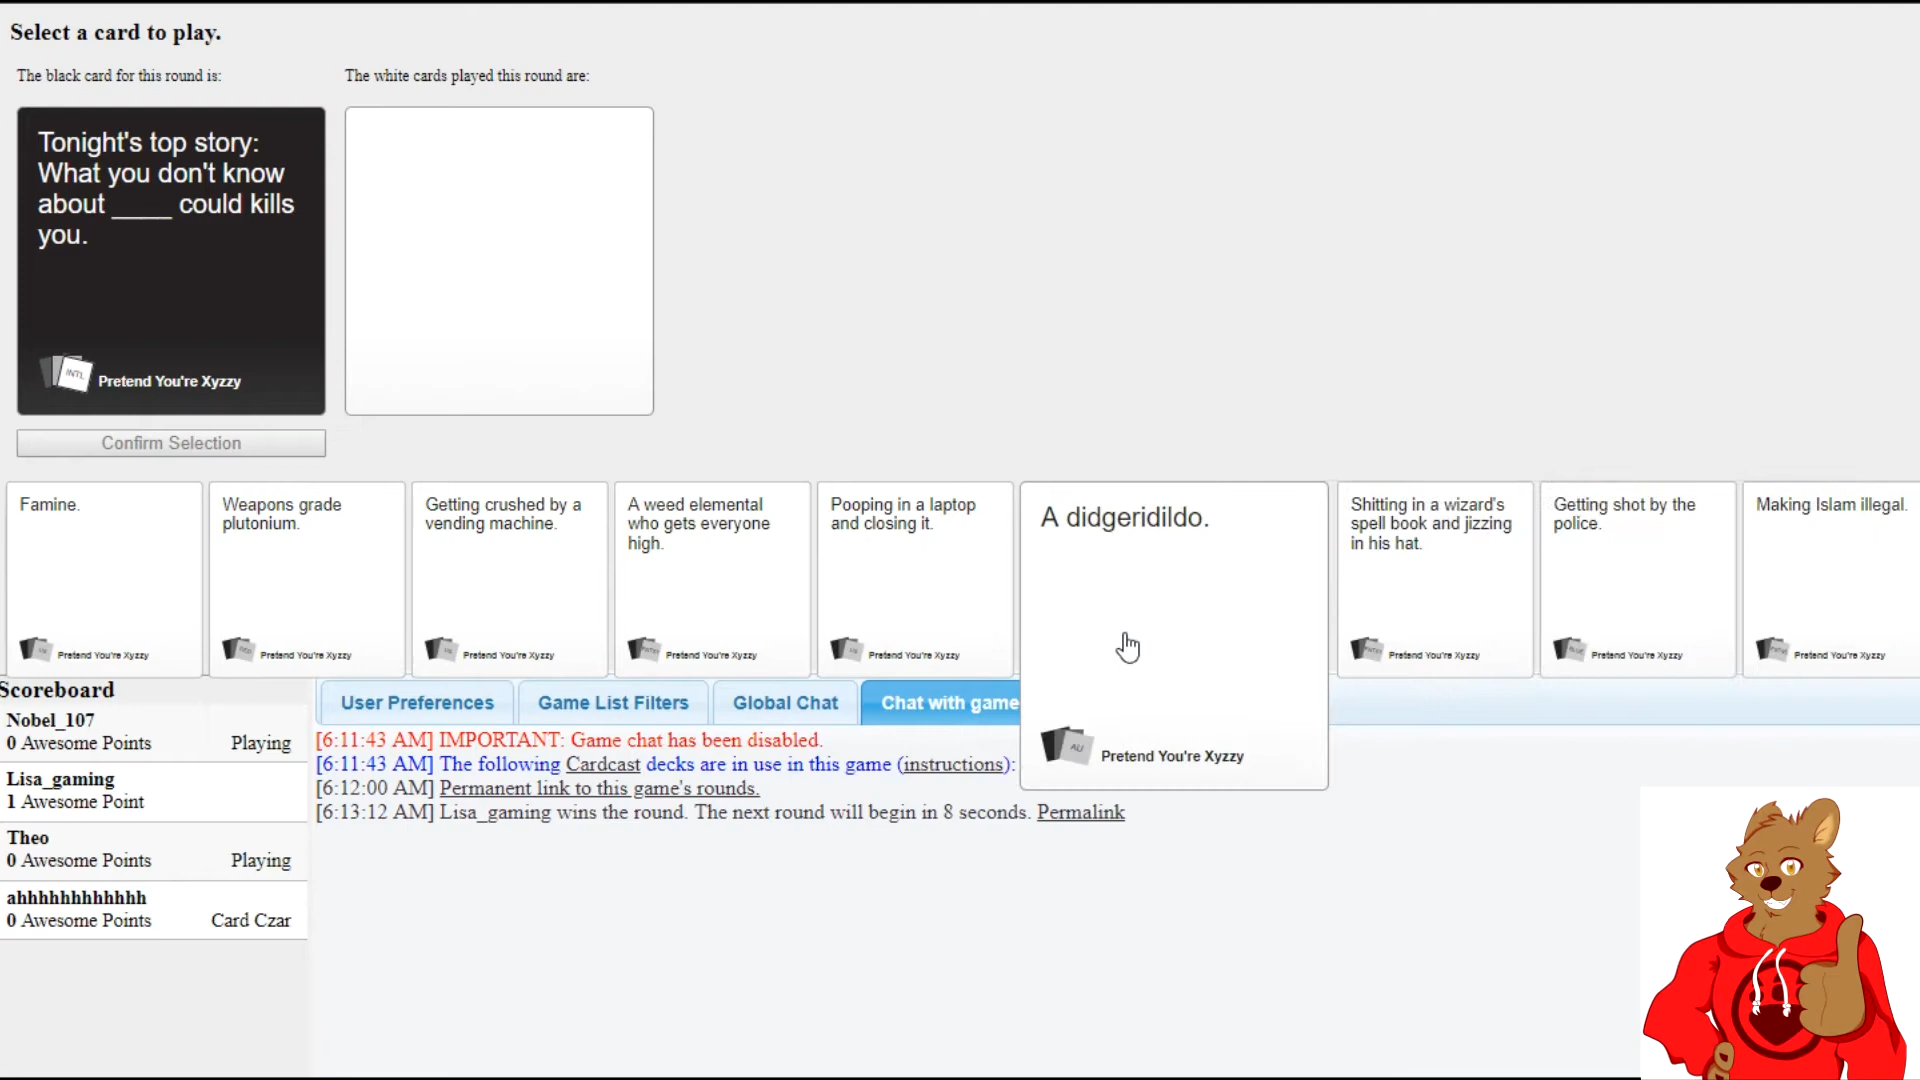 Select a card to play.
The black card for this round is:
The white cards played this round are:
Tonight's top story:
What you don't know
about ____ could kills
you.
INTL
Pretend You're Xyzzy
Confirm Selection
Famine.
Pretend You're Xyzzy
Weapons grade
plutonium.
Pretend You're Xyzzy
Getting crushed by a
vending machine.
Pretend You're Xyzzy
A weed elemental
who gets everyone
high.
Pretend You're Xyzzy
Pooping in a laptop
and closing it.
Pretend You're Xyzzy
A didgeridildo.
AU
Pretend You're Xyzzy
Shitting in a wizard's
spell book and jizzing
in his hat.
Pretend You're Xyzzy
Getting shot by the
police.
Pretend You're Xyzzy
Making Islam illegal.
Pretend You're Xyzzy
Scoreboard
Nobel_107
0 Awesome Points Playing
Lisa_gaming
1 Awesome Point
Theo
0 Awesome Points Playing
ahhhhhhhhhhhh
0 Awesome Points Card Czar
User Preferences
Game List Filters
Global Chat
Chat with game
[6:11:43 AM] IMPORTANT: Game chat has been disabled.
[6:11:43 AM] The following Cardcast decks are in use in this game (instructions):
[6:12:00 AM] Permanent link to this game's rounds.
[6:13:12 AM] Lisa_gaming wins the round. The next round will begin in 8 seconds. Permalink